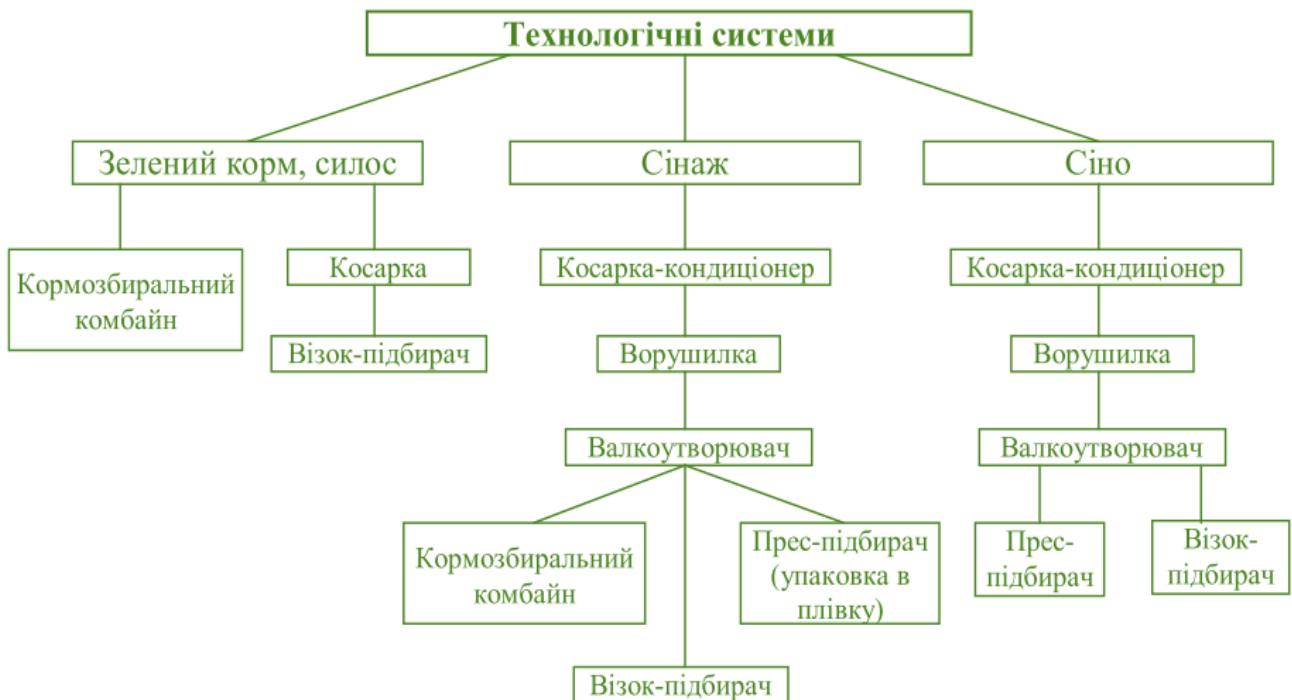 Технологічні системи
Зелений корм, силос
Сінаж
Сіно
Кормозбиральний
комбайн
Косарка
Візок-підбирач
Косарка-кондиціонер
Ворушилка
Валкоутворювач
Кормозбиральний
комбайн
Візок-підбирач
Прес-підбирач
(упаковка в
плівку)
Косарка-кондиціонер
Ворушилка
Валкоутворювач
Прес-
підбирач
Візок-
підбирач